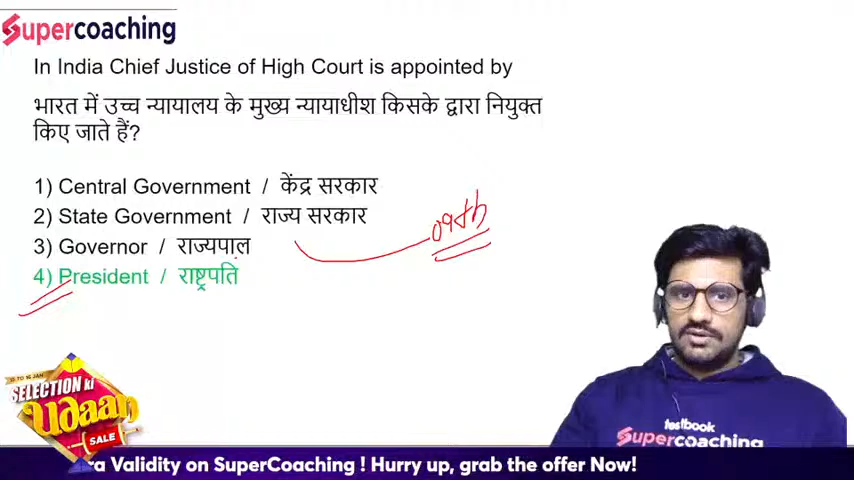 Supercoaching
In India Chief Justice of High Court is appointed by
भारत में उच्च न्यायालय के मुख्य न्यायाधीश किसके द्वारा नियुक्त
किए जाते हैं?
1) Central Government / केंद्र सरकार
2) State Government / राज्य सरकार
oath
3) Governor / राज्यपाल
4) President / राष्ट्रपति
SELECTION ki
Udaan
SALE
testbook
Supercoaching
ra Validity on SuperCoaching ! Hurry up, grab the offer Now!